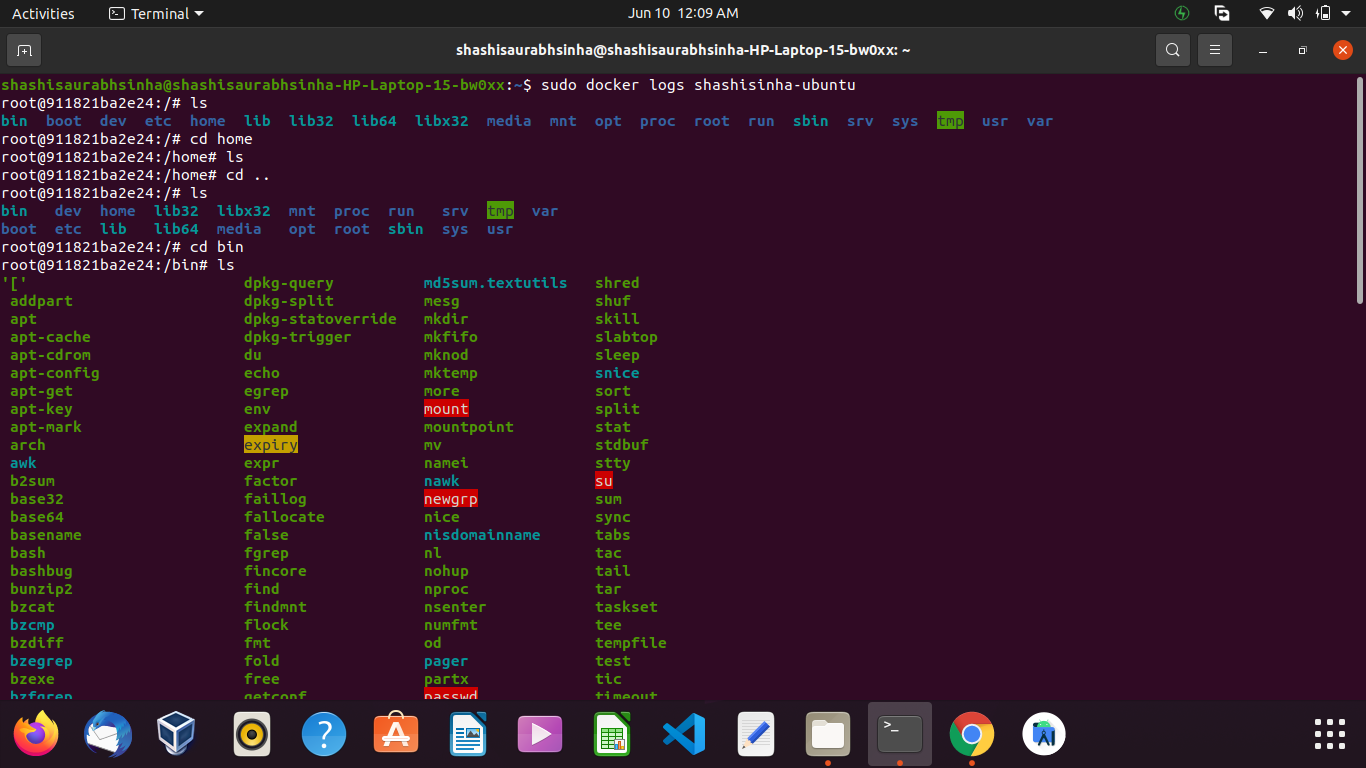 Activities Terminal Jun 10 12:09 AM
shashisaurabhsinha@shashisaurabhsinha-HP-Laptop-15-bw0xx: ~
shashisaurabhsinha@shashisaurabhsinha-HP-Laptop-15-bw0xx:~$ sudo docker logs shashisinha-ubuntu
root@911821ba2e24:/# ls
bin boot dev etc home lib lib32 lib64 libx32 media mnt opt proc root run sbin srv sys tmp usr var
root@911821ba2e24:/# cd home
root@911821ba2e24:/home# ls
root@911821ba2e24:/home# cd ..
root@911821ba2e24:/# ls
bin dev home lib32 libx32 mnt proc run srv tmp var
boot etc lib lib64 media opt root sbin sys usr
root@911821ba2e24:/# cd bin
root@911821ba2e24:/bin# ls
'[' dpkg-query md5sum.textutils shred
addpart dpkg-split mesg shuf
apt dpkg-statoverride mkdir skill
apt-cache dpkg-trigger mkfifo slabtop
apt-cdrom du mknod sleep
apt-config echo mktemp snice
apt-get egrep more sort
apt-key env mount split
apt-mark expand mountpoint stat
arch expiry mv stdbuf
awk expr namei stty
b2sum factor nawk su
base32 faillog newgrp sum
base64 fallocate nice sync
basename false nisdomainname tabs
bash fgrep nl tac
bashbug fincore nohup tail
bunzip2 find nproc tar
bzcat findmnt nsenter taskset
bzcmp flock numfmt tee
bzdiff fmt od tempfile
bzegrep fold pager test
bzexe free partx tic
bzfgrep getconf passwd timeout